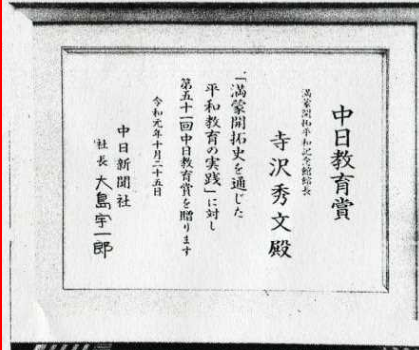 中日教育賞
満蒙開拓平和記念館館長
寺沢秀文殿
「満蒙開拓史を通じた
平和教育の実践」に対し
第五十一回中日教育賞を贈ります
令和元年十月二十五日
中日新聞社
社長 大島宇一郎